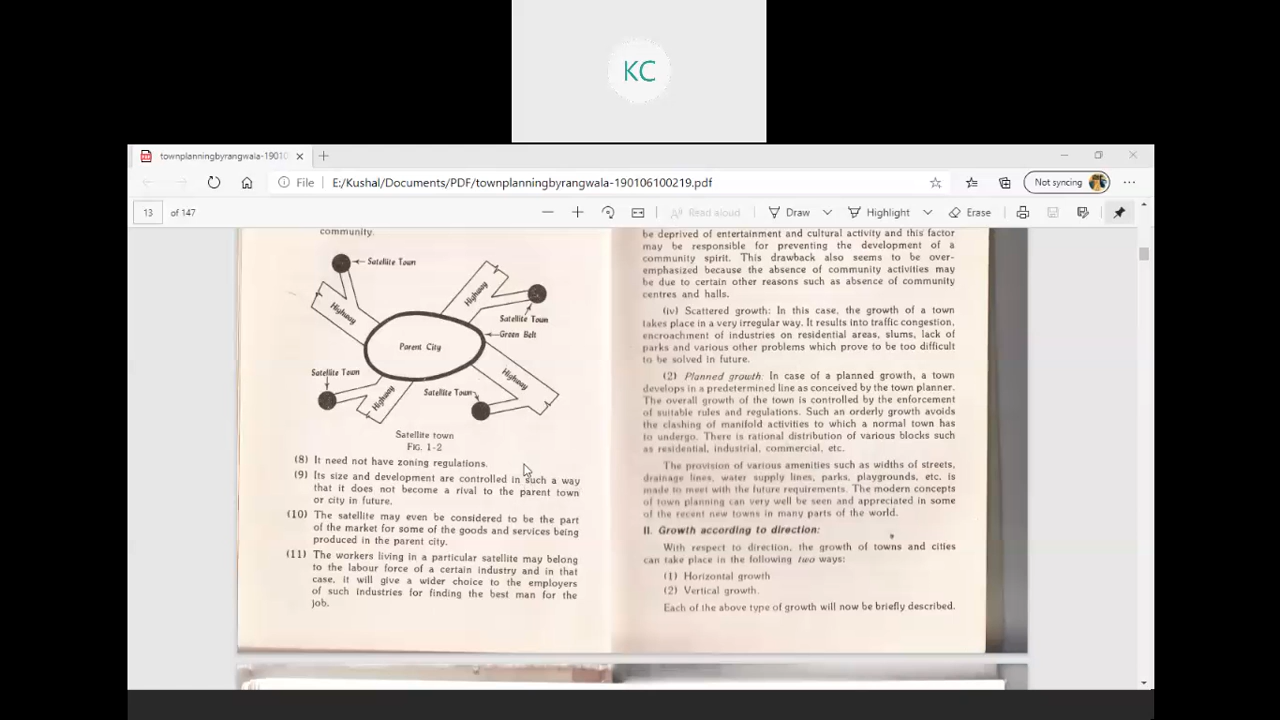 KC
townplanningbyrangwala-19010
File
E:/Kushal/Documents/PDF/townplanningbyrangwala-190106100219.pdf
Not syncing
13
of 147
Read aloud
Draw
Highlight
Erase
community.
Satellite Town
Highway
Highway
Satellite Town
Green Belt
Parent City
Satellite Town
Highway
Highway
Satellite Town
Satellite town
FIG. 1-2
(8) It need not have zoning regulations.
(9) Its size and development are controlled in such a way
that it does not become a rival to the parent town
or city in future.
(10) The satellite may even be considered to be the part
of the market for some of the goods and services being
produced in the parent city.
(11) The workers living in a particular satellite may belong
to the labour force of a certain industry and in that
case, it will give a wider choice to the employers
of such industries for finding the best man for the
job.
be deprived of entertainment and cultural activity and this factor
may be responsible for preventing the development of a
community spirit. This drawback also seems to be over-
emphasized because the absence of community activities may
be due to certain other reasons such as absence of community
centres and halls.
(iv) Scattered growth: In this case, the growth of a town
takes place in a very irregular way. It results into traffic congestion,
encroachment of industries on residential areas, slums, lack of
parks and various other problems which prove to be too difficult
to be solved in future.
(2) Planned growth: In case of a planned growth, a town
develops in a predetermined line as conceived by the town planner.
The overall growth of the town is controlled by the enforcement
of suitable rules and regulations. Such an orderly growth avoids
the clashing of manifold activities to which a normal town has
to undergo. There is rational distribution of various blocks such
as residential, industrial, commercial, etc.
The provision of various amenities such as widths of streets,
drainage lines, water supply lines, parks, playgrounds, etc. is
made to meet with the future requirements. The modern concepts
of town planning can very well be seen and appreciated in some
of the recent new towns in many parts of the world.
II. Growth according to direction:
With respect to direction, the growth of towns and cities
can take place in the following two ways:
(1) Horizontal growth
(2) Vertical growth.
Each of the above type of growth will now be briefly described.